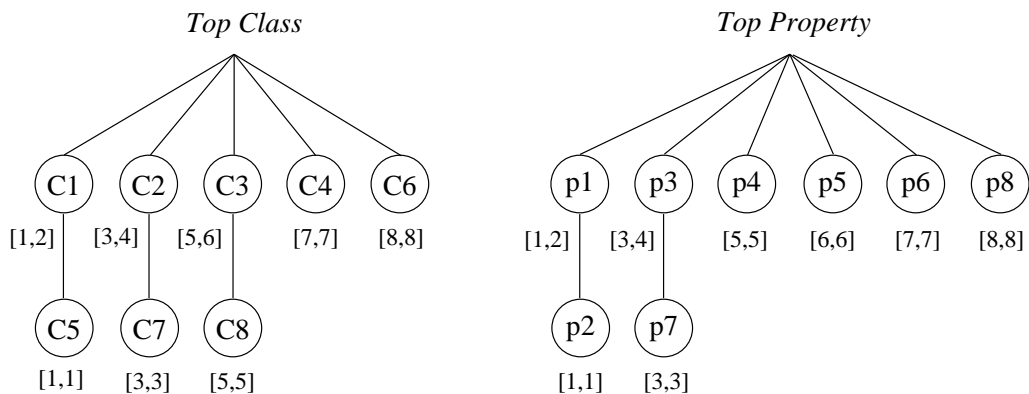 Top Class Top Property
C1 C2 C3 C4 C6 p1 p3 p4 p5 p6 p8
[1,2] [3,4] [5,6] [7,7] [8,8] [1,2] [3,4] [5,5] [6,6] [7,7] [8,8]
C5 C7 C8 p2 p7
[1,1] [3,3] [5,5] [1,1] [3,3]